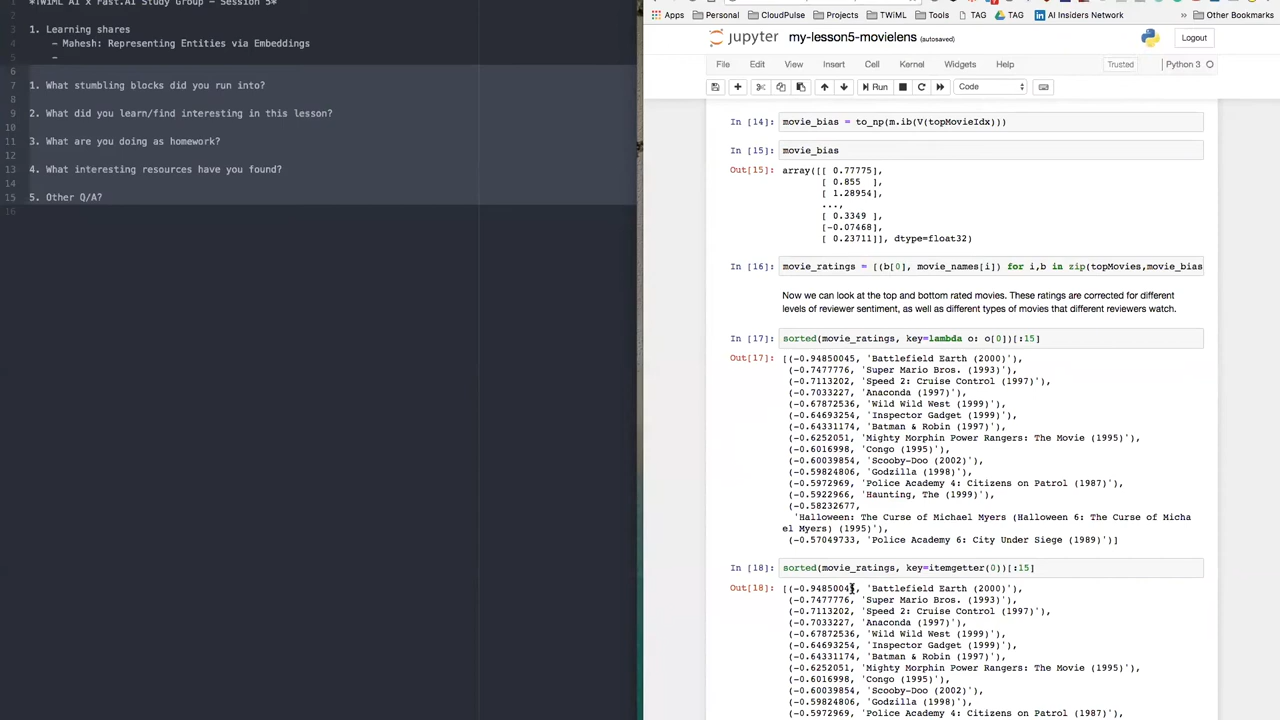 *TWiML AI x Fast.AI Study Group – Session 5*
1. Learning shares
– Mahesh: Representing Entities via Embeddings
–
1. What stumbling blocks did you run into?
2. What did you learn/find interesting in this lesson?
3. What are you doing as homework?
4. What interesting resources have you found?
5. Other Q/A?
1
2
3
4
5
6
7
8
9
10
11
12
13
14
15
16
Apps Personal CloudPulse Projects TWiML Tools TAG TAG AI Insiders Network » Other Bookmarks
jupyter my-lesson5-movielens (autosaved) Logout
File Edit View Insert Cell Kernel Widgets Help Trusted Python 3
Run Code
In [14]: movie_bias = to_np(m.ib(V(topMovieIdx)))
In [15]: movie_bias
Out[15]: array([[ 0.77775],
[ 0.855 ],
[ 1.28954],
...,
[ 0.3349 ],
[-0.07468],
[ 0.23711]], dtype=float32)
In [16]: movie_ratings = [(b[0], movie_names[i]) for i,b in zip(topMovies,movie_bias
Now we can look at the top and bottom rated movies. These ratings are corrected for different
levels of reviewer sentiment, as well as different types of movies that different reviewers watch.
In [17]: sorted(movie_ratings, key=lambda o: o[0])[:15]
Out[17]: [(-0.94850045, 'Battlefield Earth (2000)'),
(-0.7477776, 'Super Mario Bros. (1993)'),
(-0.7113202, 'Speed 2: Cruise Control (1997)'),
(-0.7033227, 'Anaconda (1997)'),
(-0.67872536, 'Wild Wild West (1999)'),
(-0.64693254, 'Inspector Gadget (1999)'),
(-0.64331174, 'Batman & Robin (1997)'),
(-0.6252051, 'Mighty Morphin Power Rangers: The Movie (1995)'),
(-0.6016998, 'Congo (1995)'),
(-0.60039854, 'Scooby-Doo (2002)'),
(-0.59824806, 'Godzilla (1998)'),
(-0.5972969, 'Police Academy 4: Citizens on Patrol (1987)'),
(-0.5922966, 'Haunting, The (1999)'),
(-0.58232677,
'Halloween: The Curse of Michael Myers (Halloween 6: The Curse of Micha
el Myers) (1995)'),
(-0.57049733, 'Police Academy 6: City Under Siege (1989)')]
In [18]: sorted(movie_ratings, key=itemgetter(0))[:15]
Out[18]: [(-0.94850045, 'Battlefield Earth (2000)'),
(-0.7477776, 'Super Mario Bros. (1993)'),
(-0.7113202, 'Speed 2: Cruise Control (1997)'),
(-0.7033227, 'Anaconda (1997)'),
(-0.67872536, 'Wild Wild West (1999)'),
(-0.64693254, 'Inspector Gadget (1999)'),
(-0.64331174, 'Batman & Robin (1997)'),
(-0.6252051, 'Mighty Morphin Power Rangers: The Movie (1995)'),
(-0.6016998, 'Congo (1995)'),
(-0.60039854, 'Scooby-Doo (2002)'),
(-0.59824806, 'Godzilla (1998)'),
(-0.5972969, 'Police Academy 4: Citizens on Patrol (1987)'),